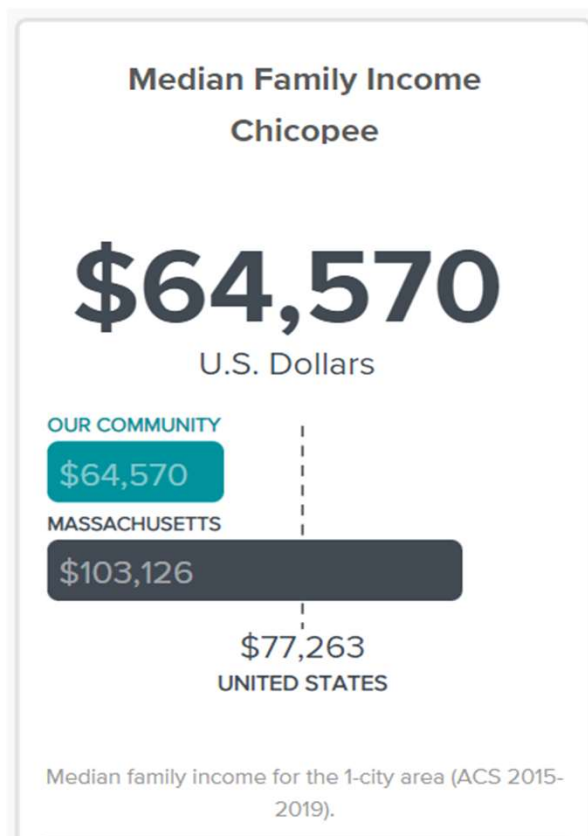 Median Family Income
Chicopee
$64,570
U.S. Dollars
OUR COMMUNITY
$64,570
MASSACHUSETTS
$103,126
$77,263
UNITED STATES
Median family income for the 1-city area (ACS 2015-
2019).